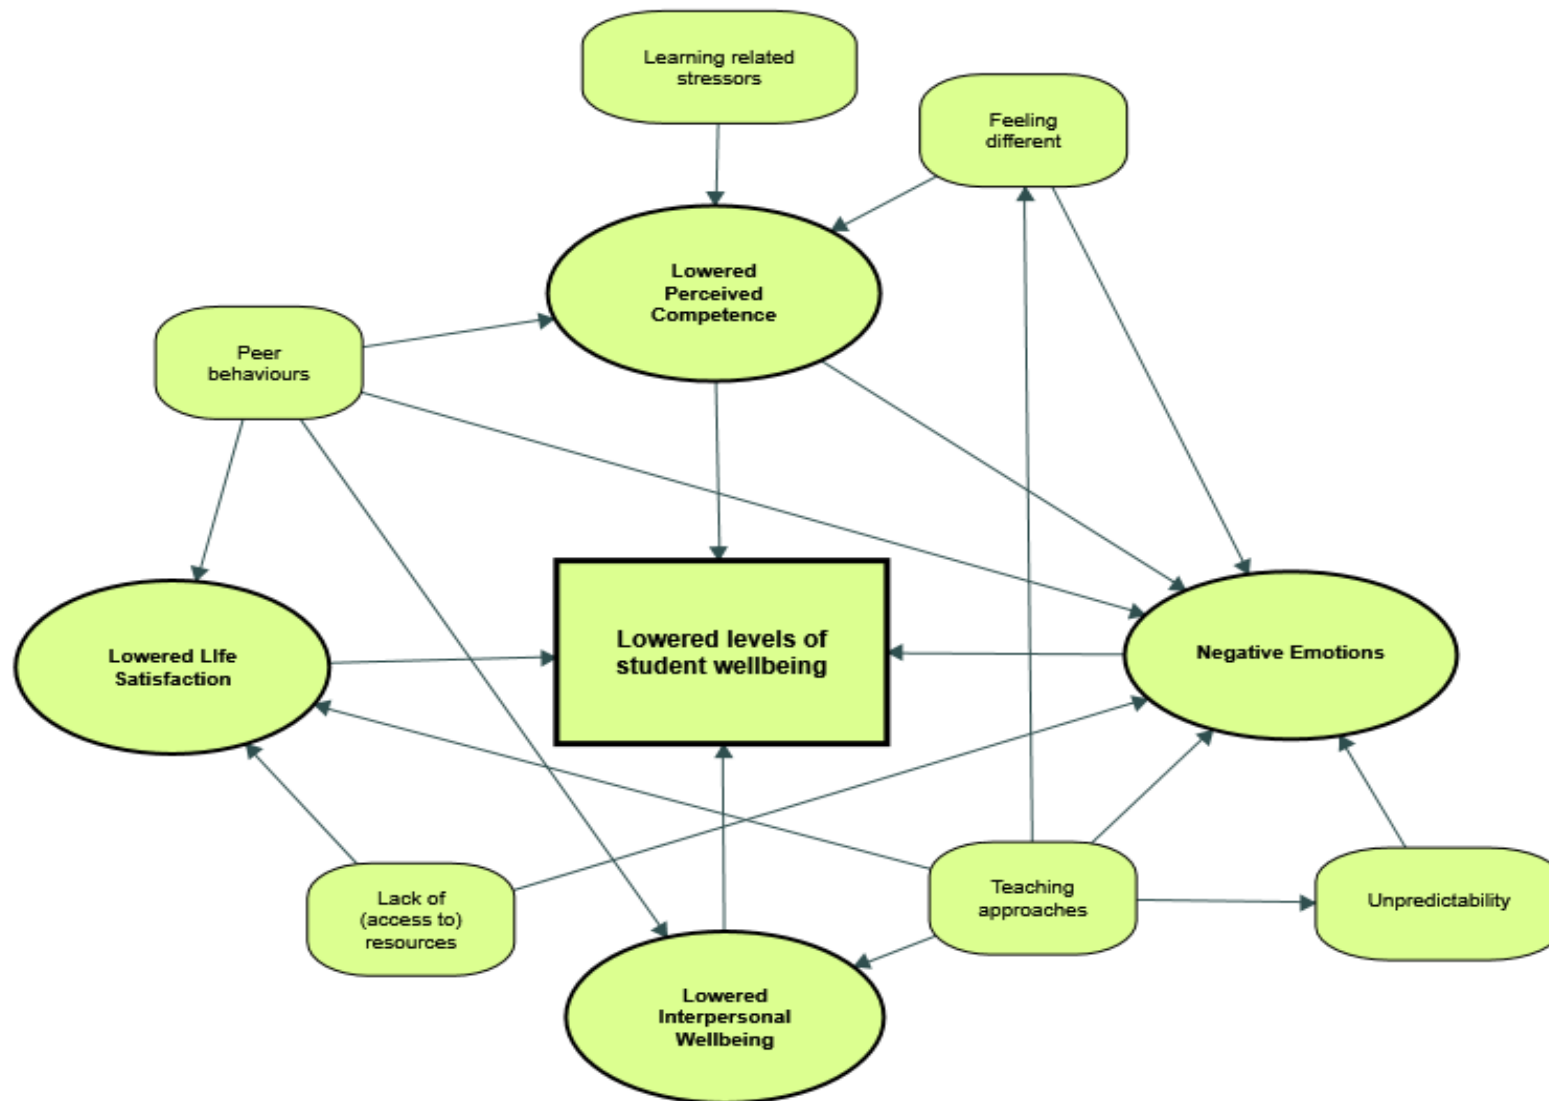 Learning related
stressors
Feeling
different
Lowered
Perceived
Competence
Peer
behaviours
Lowered LIfe
Satisfaction
Lowered levels of
student wellbeing
Negative Emotions
Lack of
(access to)
resources
Teaching
approaches
Unpredictability
Lowered
Interpersonal
Wellbeing